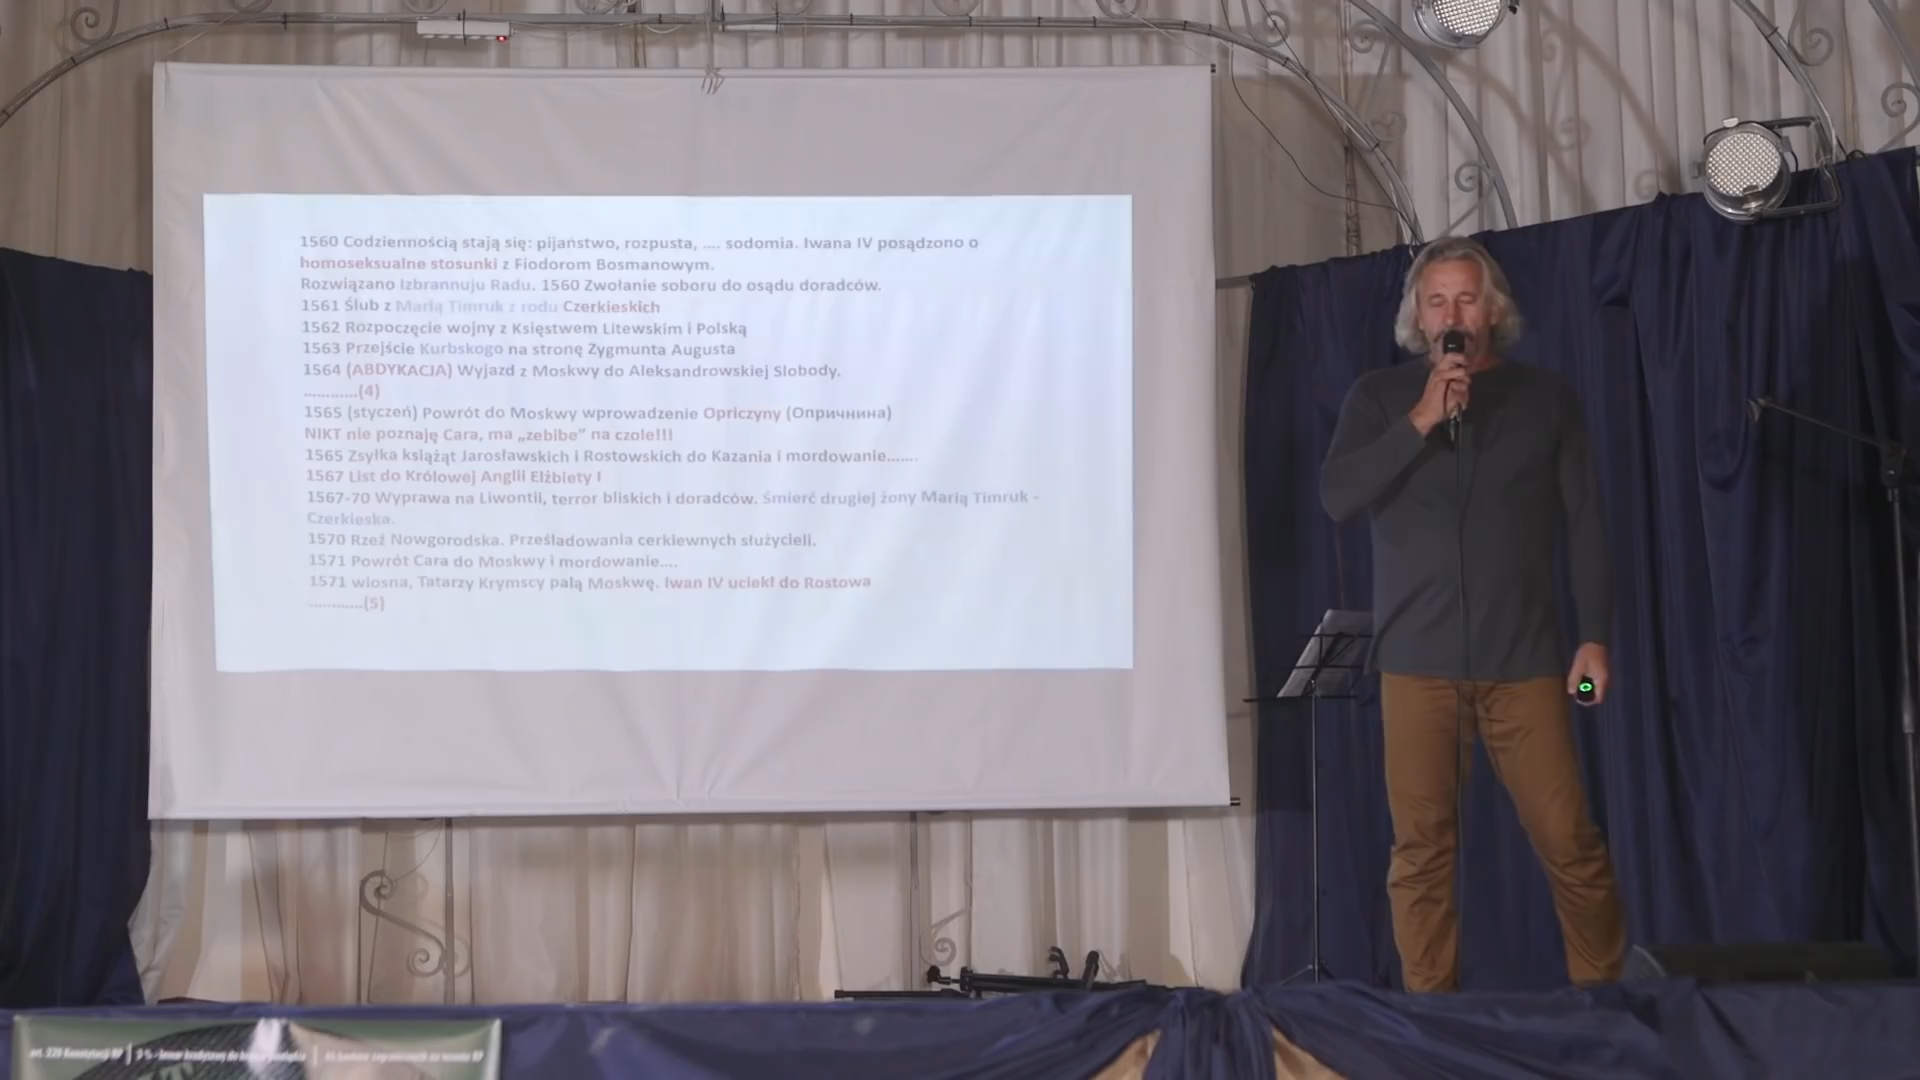 1560 Codziennością stają się: pijaństwo, rozpusta, .... sodomia. Iwana IV posądzono o
homoseksualne stosunki z Fiodorom Bosmanowym.
Rozwiązano Izbrannuju Radu. 1560 Zwołanie soboru do osądu doradców.
1561 Ślub z Marią Timruk z rodu Czerkieskich
1562 Rozpoczęcie wojny z Księstwem Litewskim i Polską
1563 Przejście Kurbskogo na stronę Zygmunta Augusta
1564 (ABDYKACJA) Wyjazd z Moskwy do Aleksandrowskiej Slobody.
............(4)
1565 (styczeń) Powrót do Moskwy wprowadzenie Opriczyny (Опричнина)
NIKT nie poznaję Cara, ma „zebibe” na czole!!!
1565 Zsyłka książąt Jarosławskich i Rostowskich do Kazania i mordowanie.......
1567 List do Królowej Anglii Elżbiety I
1567-70 Wyprawa na Liwontii, terror bliskich i doradców. Śmierć drugiej żony Marią Timruk -
Czerkieska.
1570 Rzeź Nowgorodska. Prześladowania cerkiewnych służycieli.
1571 Powrót Cara do Moskwy i mordowanie....
1571 wiosna, Tatarzy Krymscy palą Moskwę. Iwan IV uciekł do Rostowa
............(5)
art. 220 Konstytucji RP